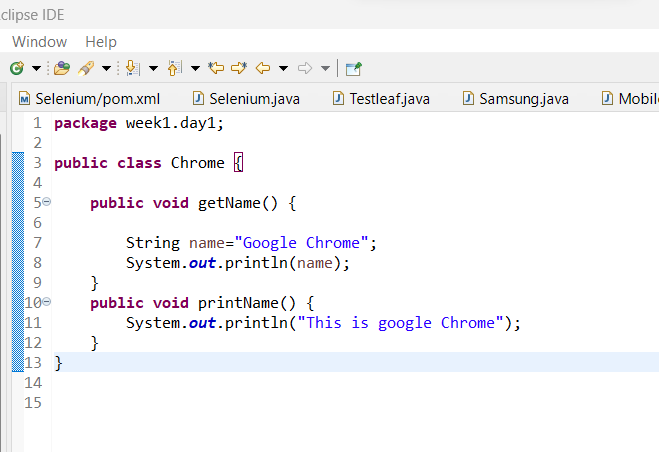 clipse IDE
Window Help
Selenium/pom.xml Selenium.java Testleaf.java Samsung.java Mobil
1 package week1.day1;
2
3 public class Chrome {
4
5 public void getName() {
6
7 String name="Google Chrome";
8 System.out.println(name);
9 }
10 public void printName() {
11 System.out.println("This is google Chrome");
12 }
13 }
14
15